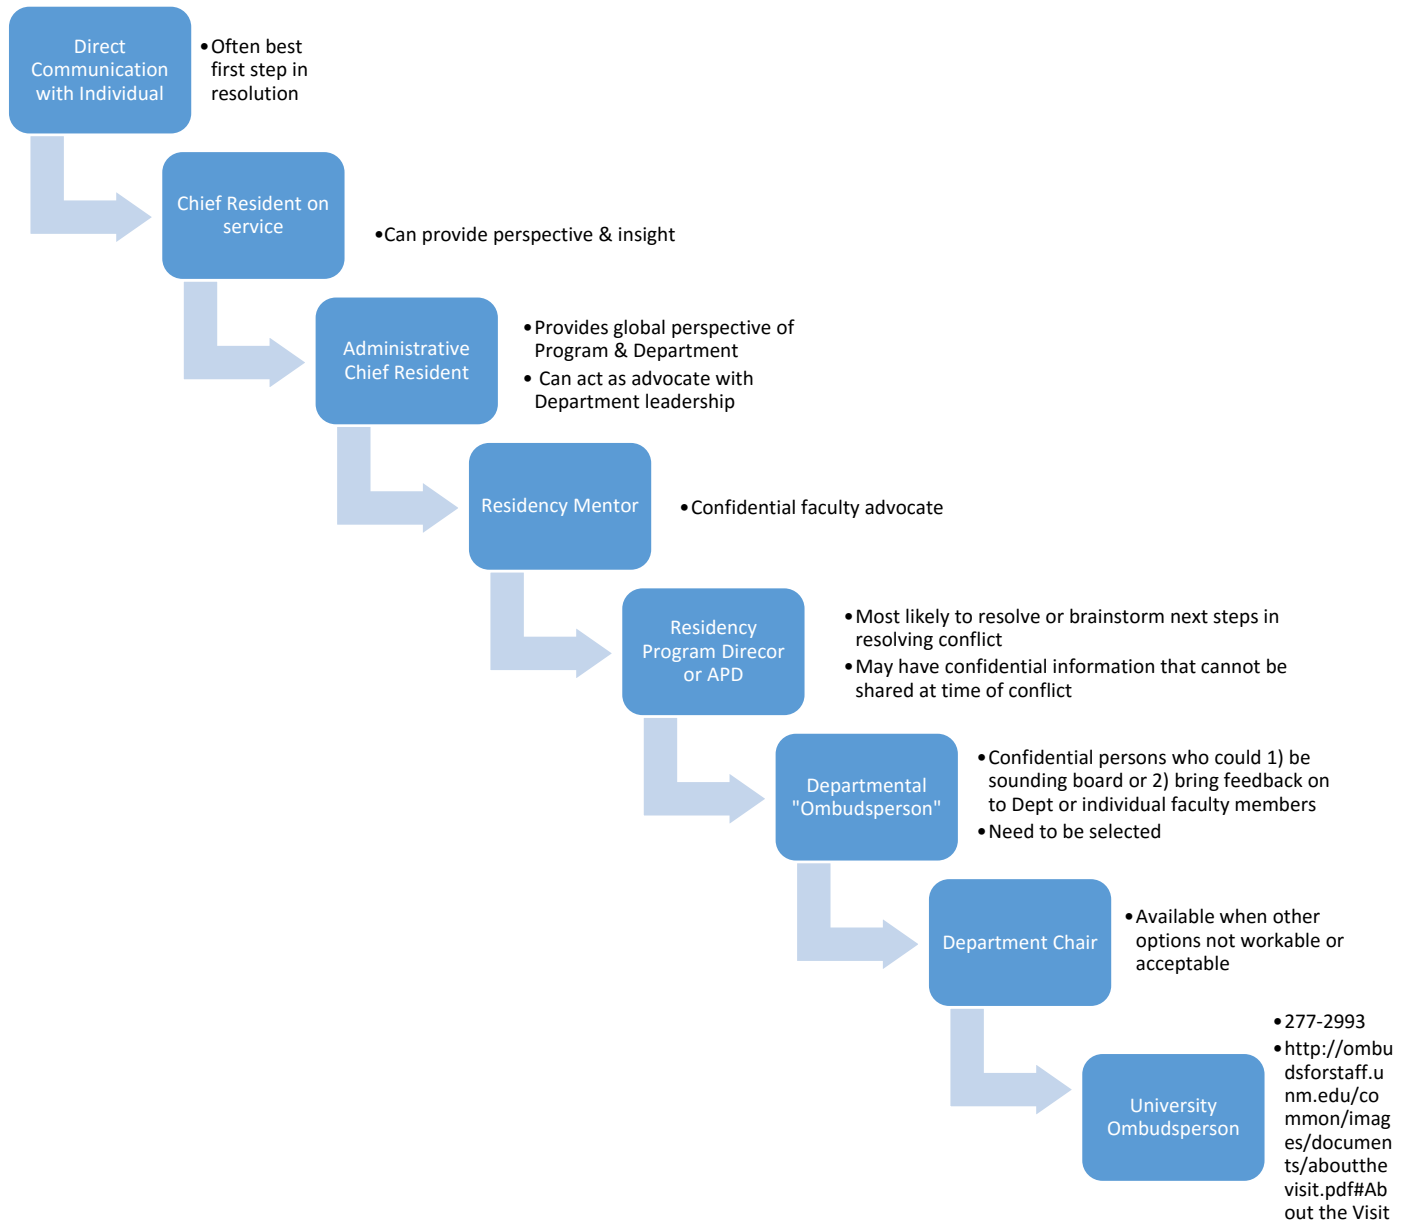 Direct
Communication
with Individual
•Often best
first step in
resolution
Chief Resident on
service
•Can provide perspective & insight
Administrative
Chief Resident
•Provides global perspective of
Program & Department
• Can act as advocate with
Department leadership
Residency Mentor
•Confidential faculty advocate
Residency
Program Direcor
or APD
•Most likely to resolve or brainstorm next steps in
resolving conflict
•May have confidential information that cannot be
shared at time of conflict
Departmental
"Ombudsperson"
•Confidential persons who could 1) be
sounding board or 2) bring feedback on
to Dept or individual faculty members
•Need to be selected
Department Chair
•Available when other
options not workable or
acceptable
University
Ombudsperson
•277-2993
•http://ombu
dsforstaff.u
nm.edu/co
mmon/imag
es/documen
ts/aboutthe
visit.pdf#Ab
out the Visit